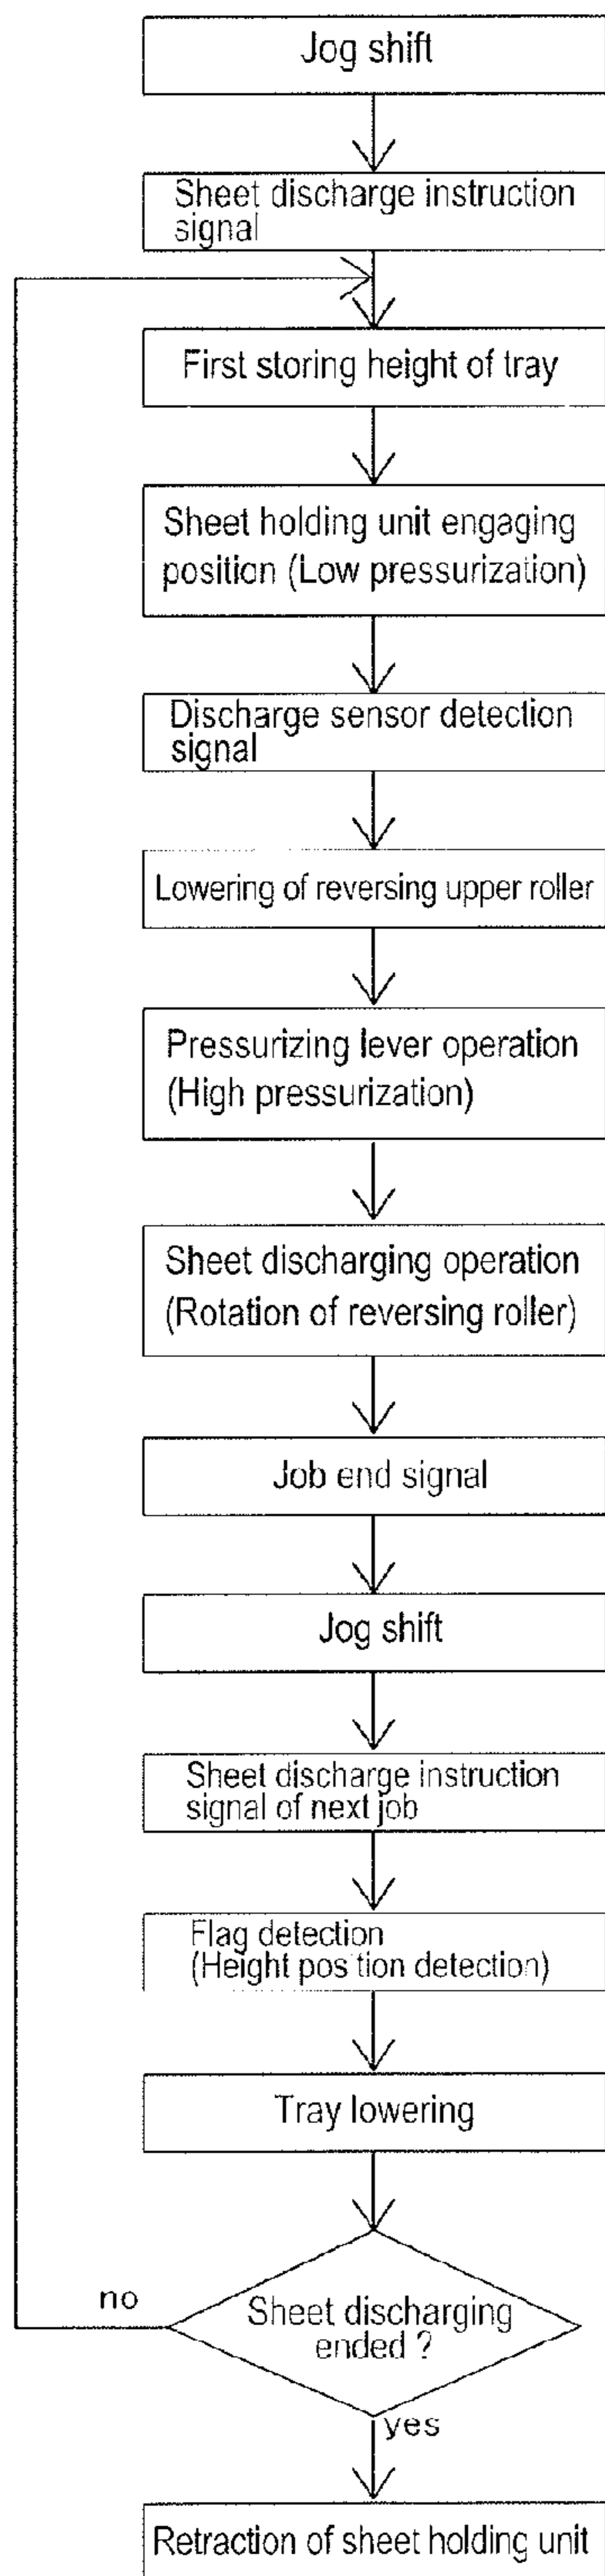 Jog shift
Sheet discharge instruction
signal
First storing height of tray
Sheet holding unit engaging
position (Low pressurization)
Discharge sensor detection
signal
Lowering of reversing upper roller
Pressurizing lever operation
(High pressurization)
Sheet discharging operation
(Rotation of reversing roller)
Job end signal
Jog shift
Sheet discharge instruction
signal of next job
Flag detection
(Height position detection)
Tray lowering
no
Sheet discharging
ended ?
yes
Retraction of sheet holding unit